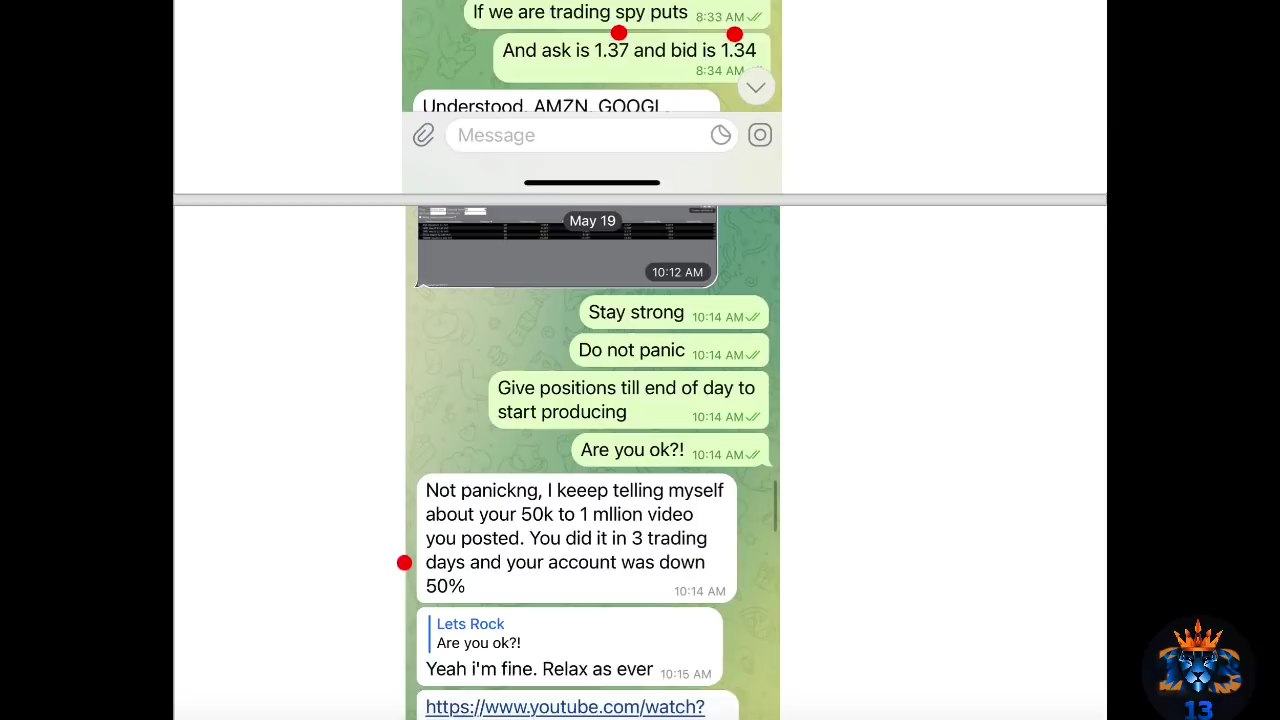 If we are trading spy puts 8:33 AM
And ask is 1.37 and bid is 1.34
8:34 AM
Understood. AMZN. GOOGL.
Message
May 19
10:12 AM
Stay strong 10:14 AM
Do not panic 10:14 AM
Give positions till end of day to
start producing 10:14 AM
Are you ok?! 10:14 AM
Not panickng, I keeep telling myself
about your 50k to 1 mllion video
you posted. You did it in 3 trading
days and your account was down
50% 10:14 AM
Lets Rock
Are you ok?!
Yeah i'm fine. Relax as ever 10:15 AM
https://www.youtube.com/watch?
13